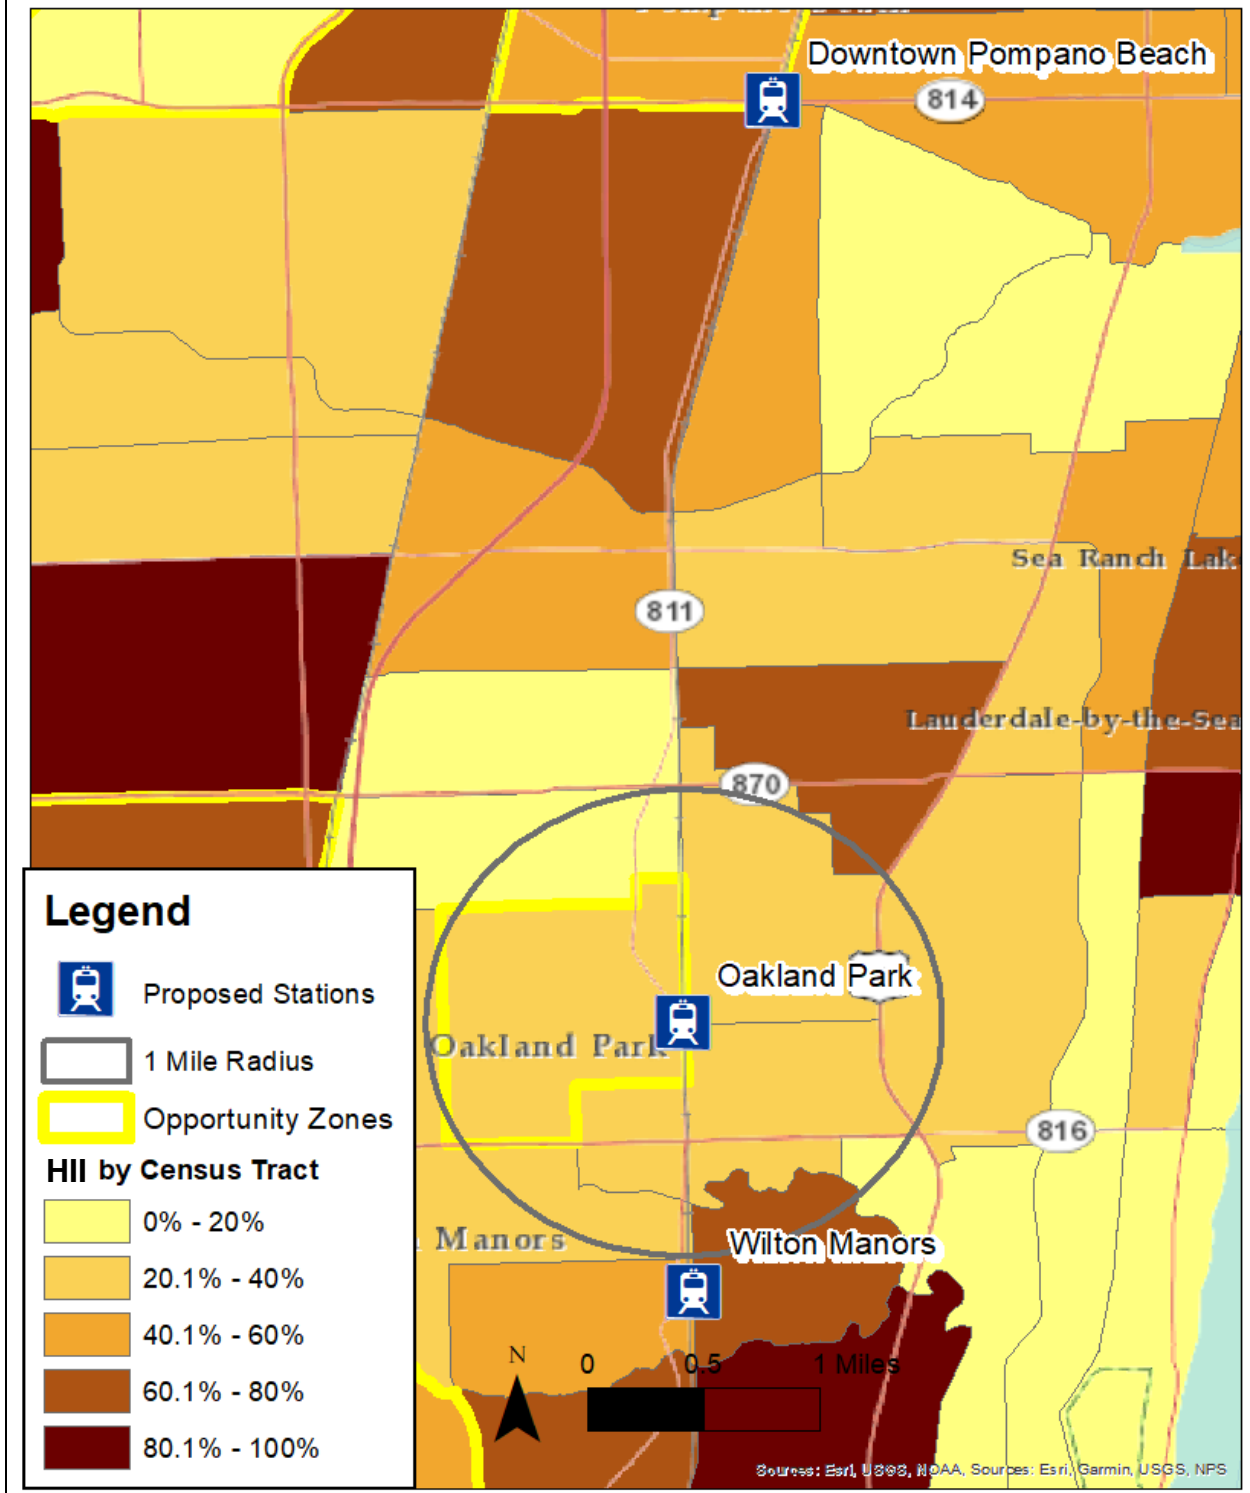 Downtown Pompano Beach
814
Sea Ranch Lak
811
Lauderdale-by-the-Sea
870
Oakland Park
Oakland Park
816
Manors
Wilton Manors
N
0 0.5 1 Miles
Legend
Proposed Stations
1 Mile Radius
Opportunity Zones
HII by Census Tract
0% - 20%
20.1% - 40%
40.1% - 60%
60.1% - 80%
80.1% - 100%
Sources: Esri, USGS, NOAA, Sources: Esri, Garmin, USGS, NPS